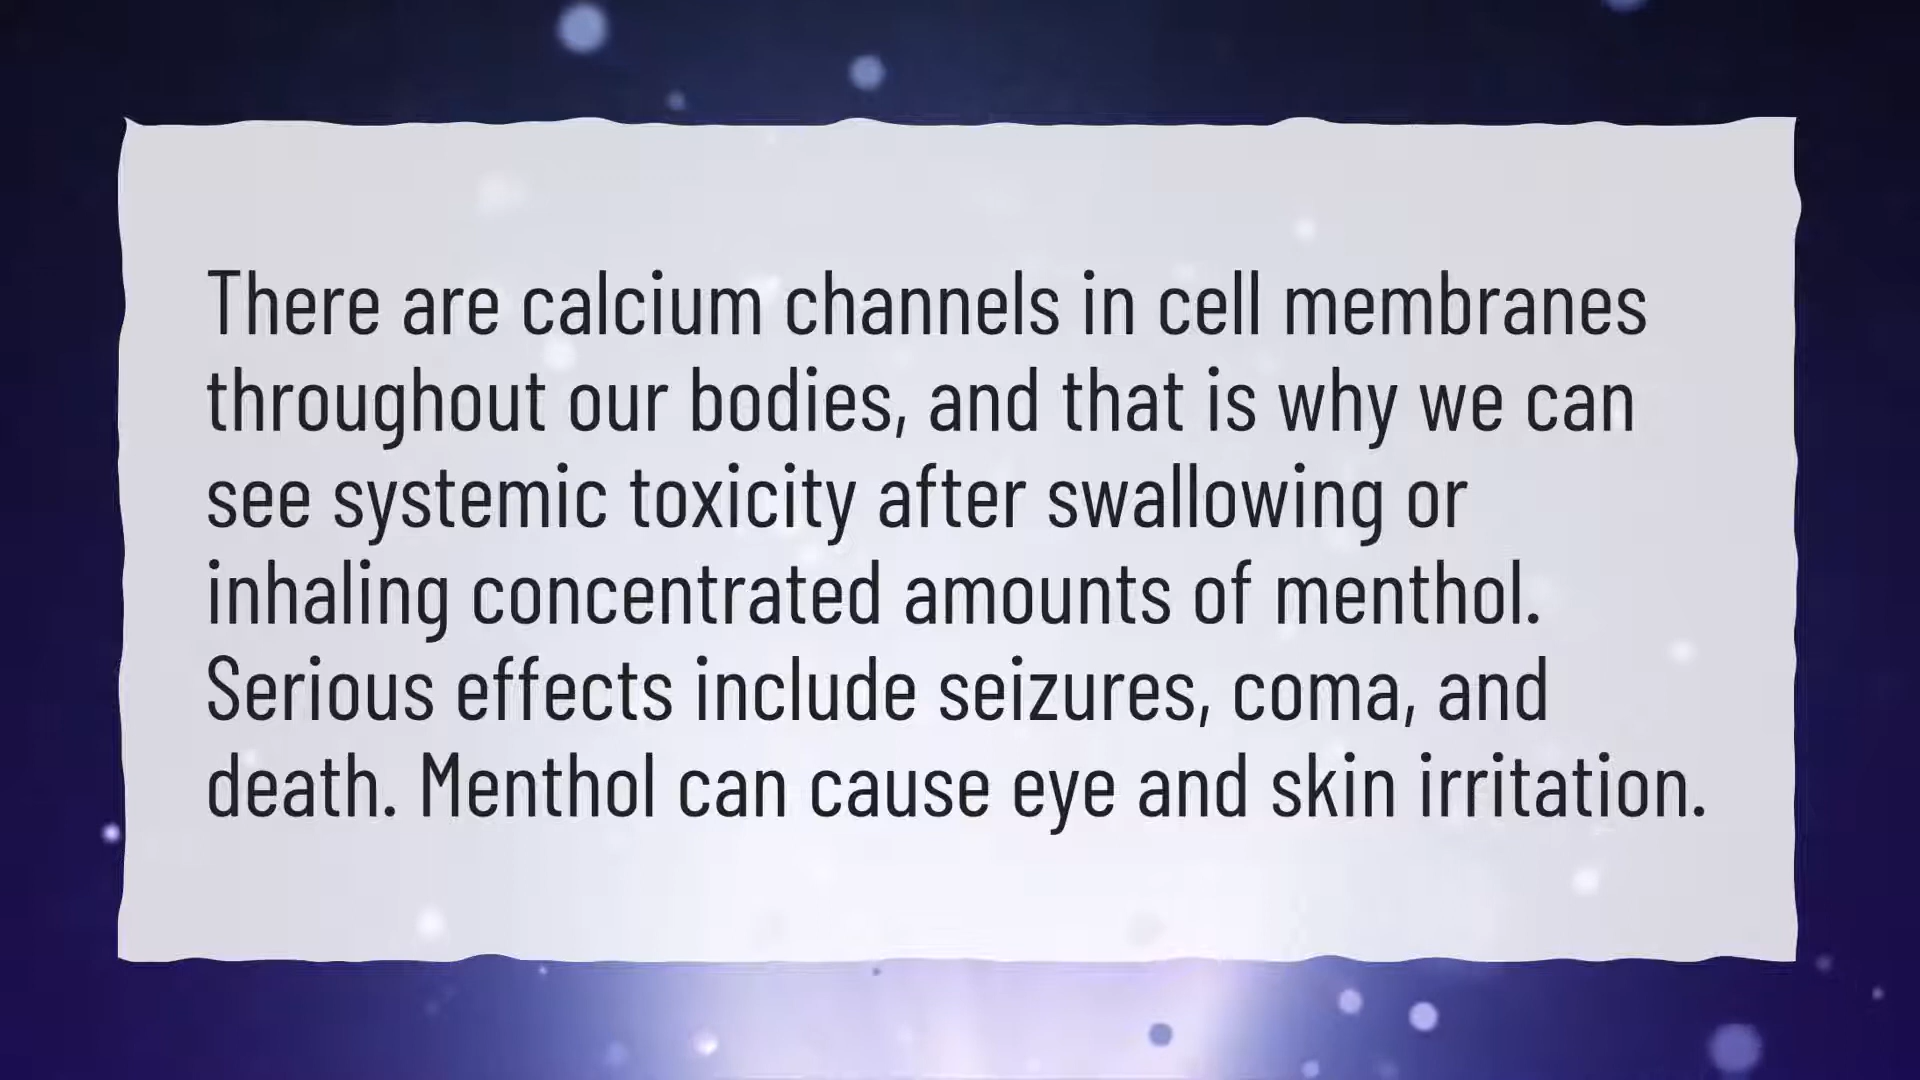 There are calcium channels in cell membranes
throughout our bodies, and that is why we can
see systemic toxicity after swallowing or
inhaling concentrated amounts of menthol.
Serious effects include seizures, coma, and
death. Menthol can cause eye and skin irritation.